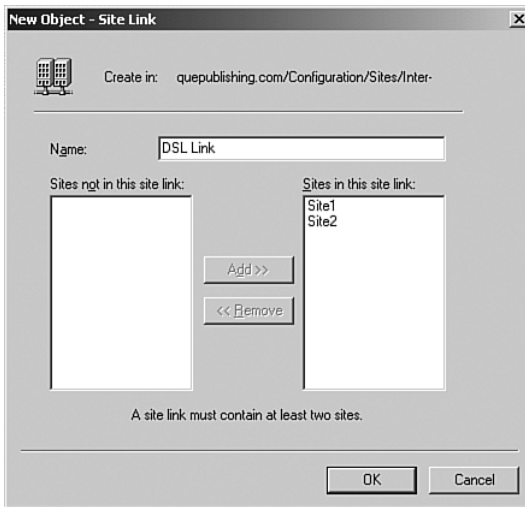 New Object - Site Link
Create in: quepublishing.com/Configuration/Sites/Inter-
Name: DSL Link
Sites not in this site link:
Sites in this site link:
Site1
Site2
Add >>
<< Remove
A site link must contain at least two sites.
OK
Cancel